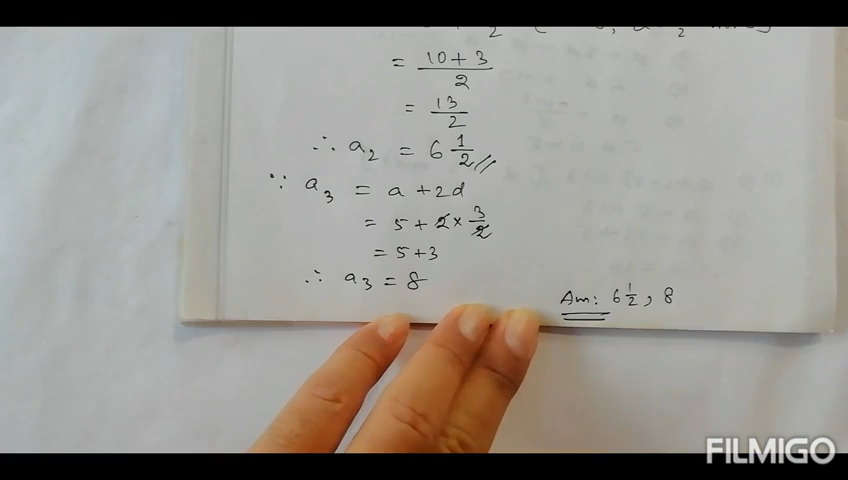 = 10 + 3 / 2
= 13 / 2
∴ a₂ = 6 1/2 //
∵ a₃ = a + 2d
= 5 + 2 × 3/2
= 5 + 3
∴ a₃ = 8
Ans: 6 1/2, 8
FILMIGO